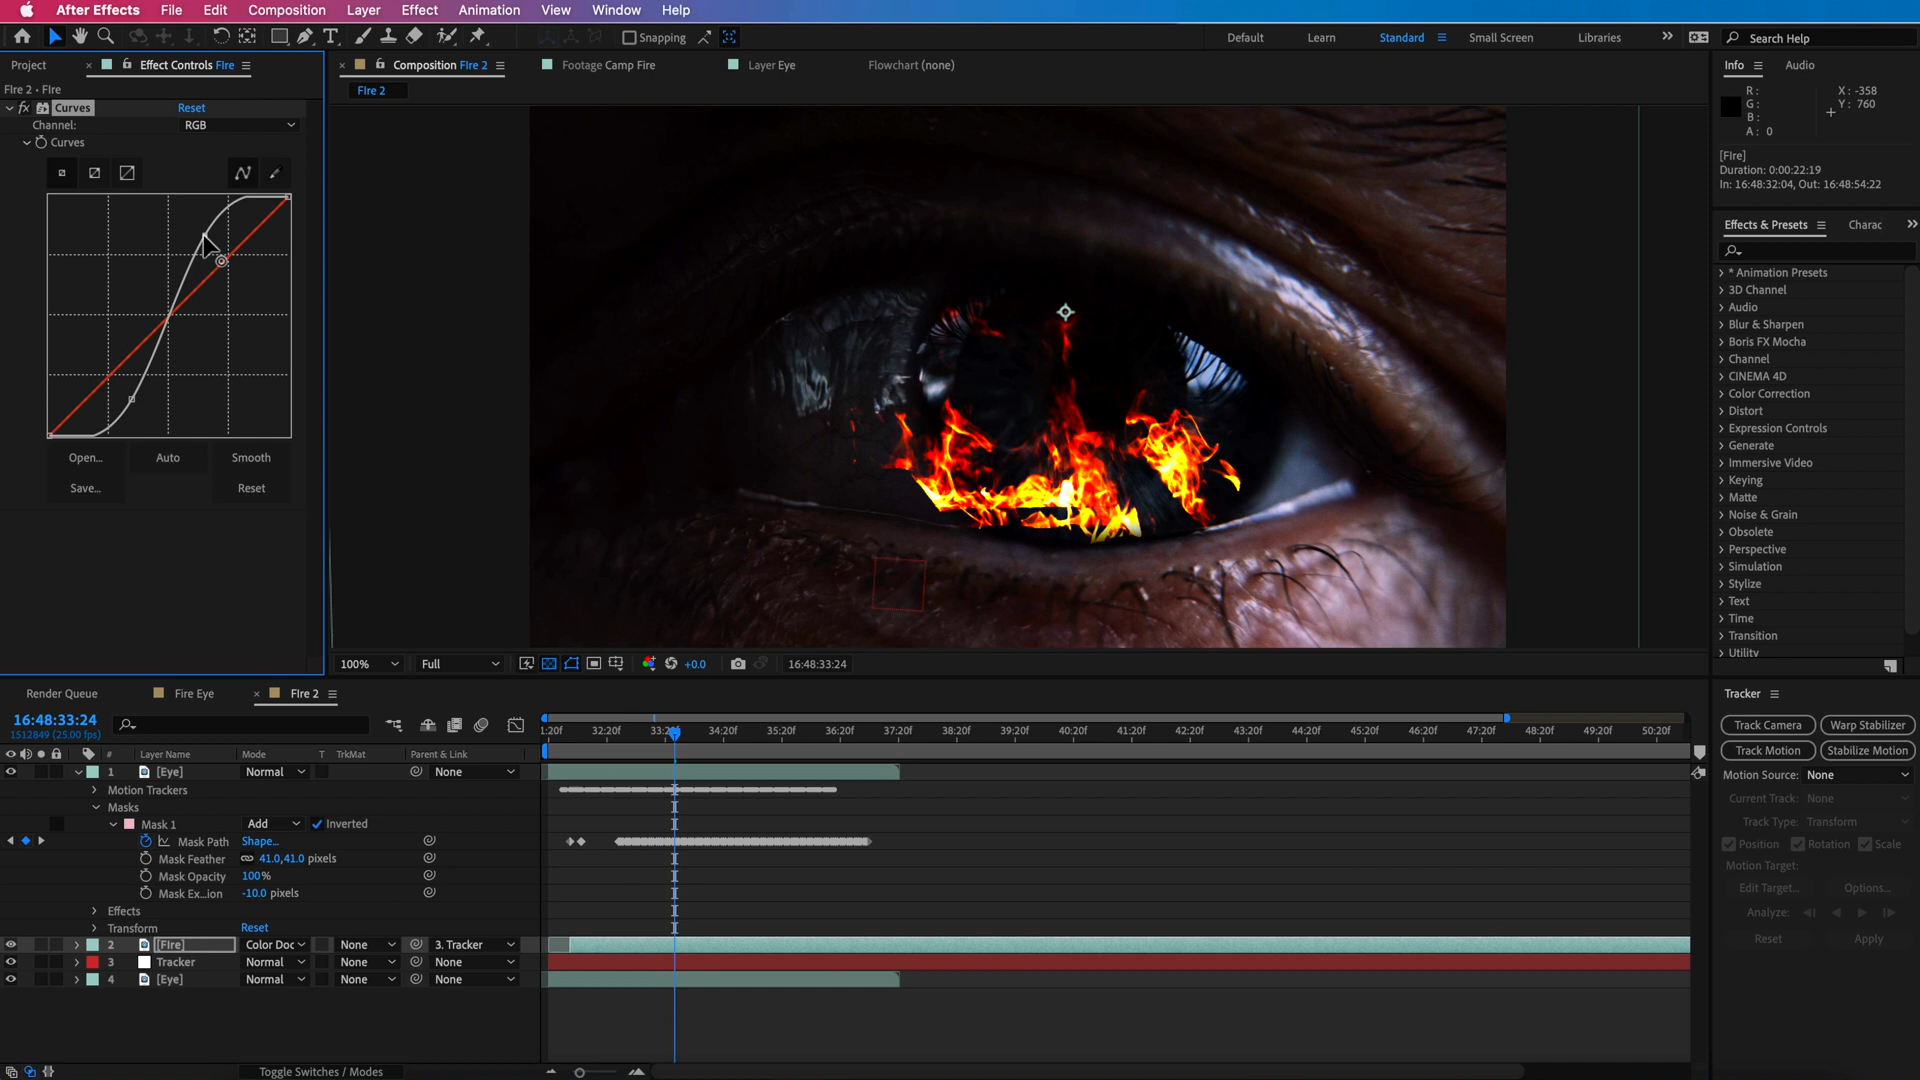 After Effects File Edit Composition Layer Effect Animation View Window Help
Snapping Default Learn Standard Small Screen Libraries Search Help
Project Effect Controls FIre
FIre 2 • FIre
fx Curves Reset
Channel: RGB
Curves
Open... Auto Smooth
Save... Reset
Composition FIre 2 Footage Camp Fire Layer Eye Flowchart (none)
FIre 2
100% Full +0.0 16:48:33:24
Info Audio
R: X: -358
G: Y: 760
B:
A: 0
[FIre]
Duration: 0:00:22:19
In: 16:48:32:04, Out: 16:48:54:22
Effects & Presets Charac
* Animation Presets
3D Channel
Audio
Blur & Sharpen
Boris FX Mocha
Channel
CINEMA 4D
Color Correction
Distort
Expression Controls
Generate
Immersive Video
Keying
Matte
Noise & Grain
Obsolete
Perspective
Simulation
Stylize
Text
Time
Transition
Utility
Render Queue Fire Eye FIre 2
16:48:33:24
1512849 (25.00 fps)
1:20f 32:20f 33:2 34:20f 35:20f 36:20f 37:20f 38:20f 39:20f 40:20f 41:20f 42:20f 43:20f 44:20f 45:20f 46:20f 47:20f 48:20f 49:20f 50:20f
# Layer Name Mode T TrkMat Parent & Link
1 [Eye] Normal None
Motion Trackers
Masks
Mask 1 Add Inverted
Mask Path Shape...
Mask Feather 41.0,41.0 pixels
Mask Opacity 100%
Mask Ex...ion -10.0 pixels
Effects
Transform Reset
2 [FIre] Color Doc None 3. Tracker
3 Tracker Normal None None
4 [Eye] Normal None None
Toggle Switches / Modes
Tracker
Track Camera Warp Stabilizer
Track Motion Stabilize Motion
Motion Source: None
Current Track: None
Track Type: Transform
Position Rotation Scale
Motion Target:
Edit Target... Options...
Analyze:
Reset Apply